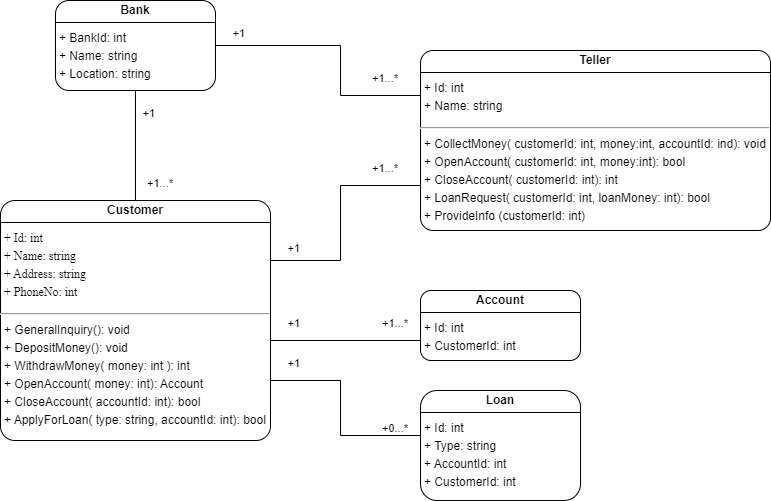 Bank
+ BankId: int
+ Name: string
+ Location: string
+1
+1...*
Teller
+ Id: int
+ Name: string
+ CollectMoney( customerId: int, money:int, accountId: ind): void
+ OpenAccount( customerId: int, money:int): bool
+ CloseAccount( customerId: int): int
+ LoanRequest( customerId: int, loanMoney: int): bool
+ ProvideInfo (customerId: int)
+1
+1...*
+1...*
+1
Customer
+ Id: int
+ Name: string
+ Address: string
+ PhoneNo: int
+ GeneralInquiry(): void
+ DepositMoney(): void
+ WithdrawMoney( money: int ): int
+ OpenAccount( money: int): Account
+ CloseAccount( accountId: int): bool
+ ApplyForLoan( type: string, accountId: int): bool
+1
+1...*
Account
+ Id: int
+ CustomerId: int
+1
+0...*
Loan
+ Id: int
+ Type: string
+ AccountId: int
+ CustomerId: int